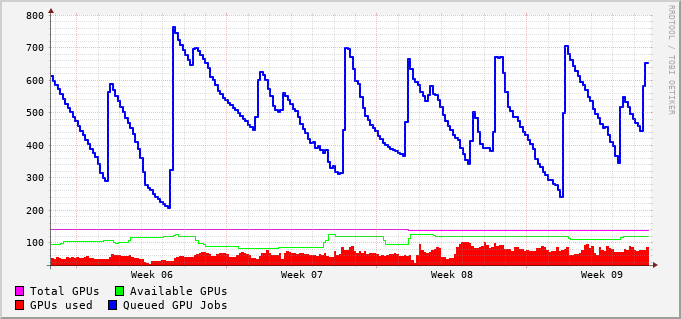 800
700
600
500
400
300
200
100
Week 06 Week 07 Week 08 Week 09
Total GPUs Available GPUs
GPUs used Queued GPU Jobs
RRDTOOL / TOBI OETIKER